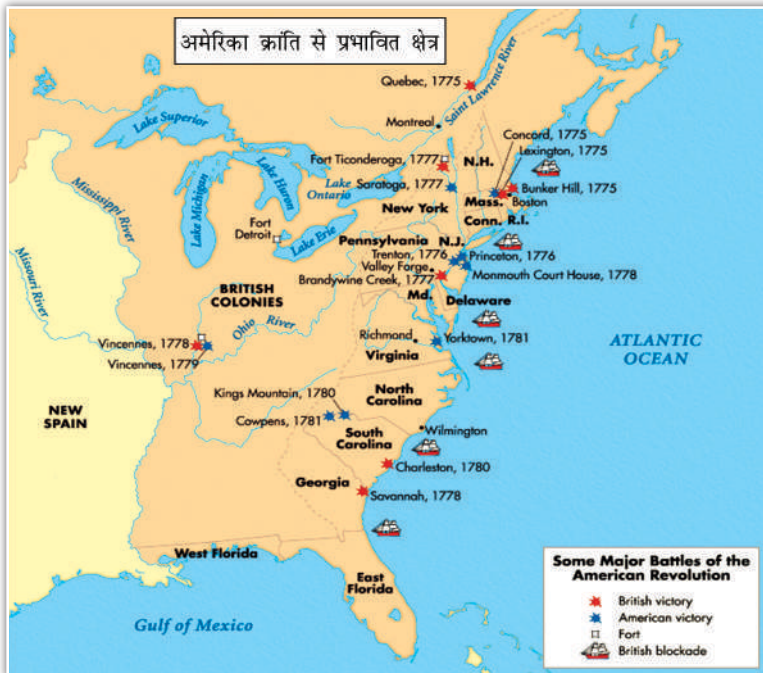 अमेरिका क्रांति से प्रभावित क्षेत्र
Quebec, 1775
Saint Lawrence River
Montreal
Lake Superior
Concord, 1775
Lexington, 1775
Fort Ticonderoga, 1777
N.H.
Lake Huron
Lake Michigan
Lake
Ontario
Saratoga, 1777
Bunker Hill, 1775
Mass.
Boston
New York
Conn.
R.I.
Mississippi
River
Fort
Detroit
Lake Erie
Pennsylvania
N.J.
Trenton, 1776
Princeton, 1776
Valley Forge
Monmouth Court House, 1778
Brandywine Creek, 1777
Missouri River
BRITISH
COLONIES
Md.
Delaware
Ohio River
Richmond
Yorktown, 1781
ATLANTIC
OCEAN
Vincennes, 1778
Vincennes, 1779
Virginia
Kings Mountain, 1780
North
Carolina
NEW
SPAIN
Cowpens, 1781
South
Carolina
Wilmington
Charleston, 1780
Georgia
Savannah, 1778
West Florida
East
Florida
Gulf of Mexico
Some Major Battles of the
American Revolution
British victory
American victory
Fort
British blockade